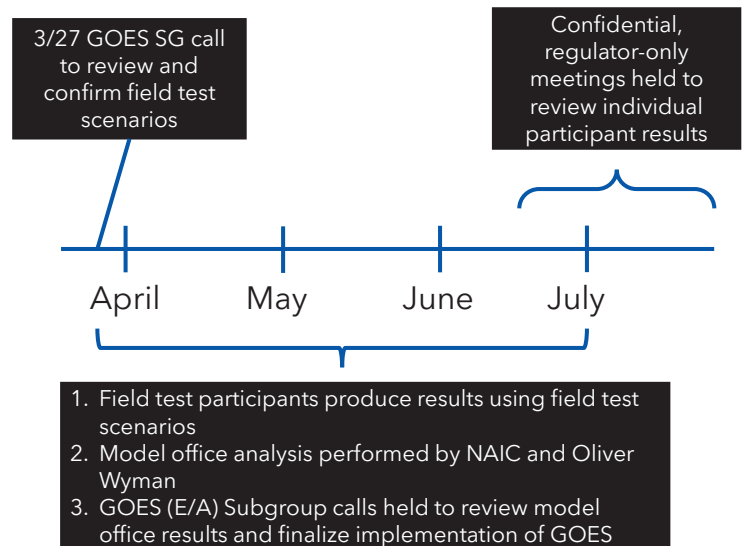 3/27 GOES SG call
to review and
confirm field test
scenarios
Confidential,
regulator-only
meetings held to
review individual
participant results
April
May
June
July
1. Field test participants produce results using field test
scenarios
2. Model office analysis performed by NAIC and Oliver
Wyman
3. GOES (E/A) Subgroup calls held to review model
office results and finalize implementation of GOES